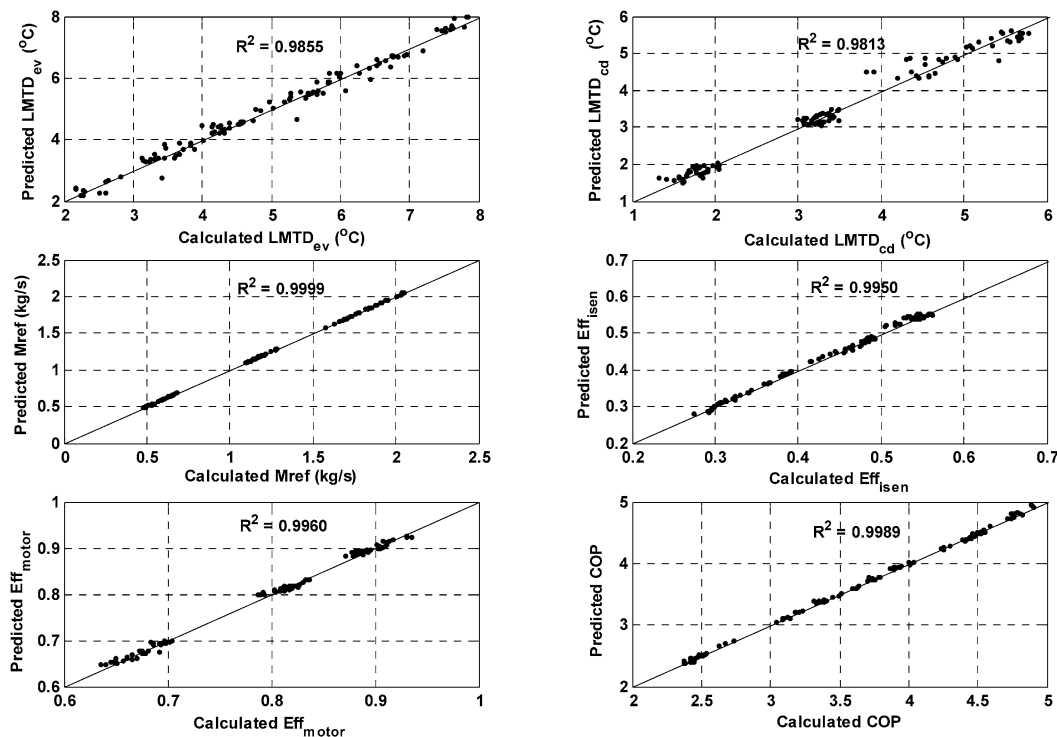 Predicted LMTD_ev (°C)
8
6
4
2
R² = 0.9855
2 3 4 5 6 7 8
Calculated LMTD_ev (°C)
Predicted LMTD_cd (°C)
6
5
4
3
2
1
R² = 0.9813
1 2 3 4 5 6
Calculated LMTD_cd (°C)
Predicted Mref (kg/s)
2.5
2
1.5
1
0.5
0
R² = 0.9999
0 0.5 1 1.5 2 2.5
Calculated Mref (kg/s)
Predicted Eff_isen
0.7
0.6
0.5
0.4
0.3
0.2
R² = 0.9950
0.2 0.3 0.4 0.5 0.6 0.7
Calculated Eff_isen
Predicted Eff_motor
1
0.9
0.8
0.7
0.6
R² = 0.9960
0.6 0.7 0.8 0.9 1
Calculated Eff_motor
Predicted COP
5
4
3
2
R² = 0.9989
2 2.5 3 3.5 4 4.5 5
Calculated COP